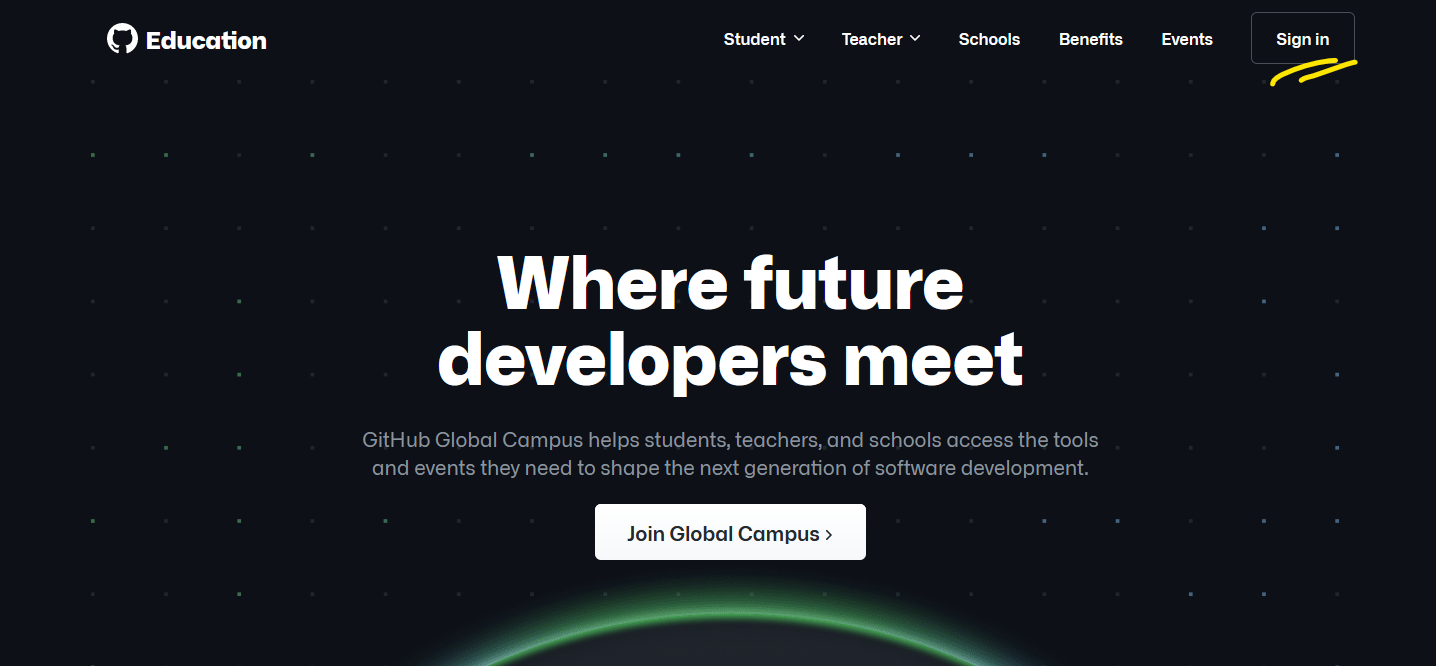 Education
Student
Teacher
Schools
Benefits
Events
Sign in
Where future
developers meet
GitHub Global Campus helps students, teachers, and schools access the tools
and events they need to shape the next generation of software development.
Join Global Campus ›